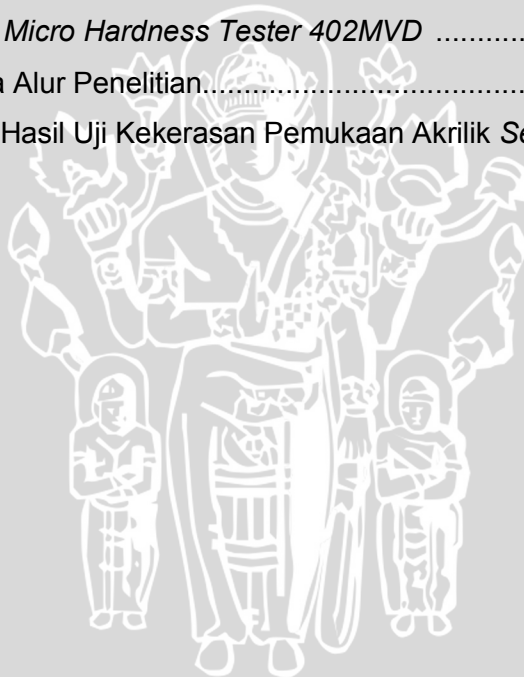 Micro Hardness Tester 402MVD ...........
a Alur Penelitian.......................................
Hasil Uji Kekerasan Pemukaan Akrilik Se